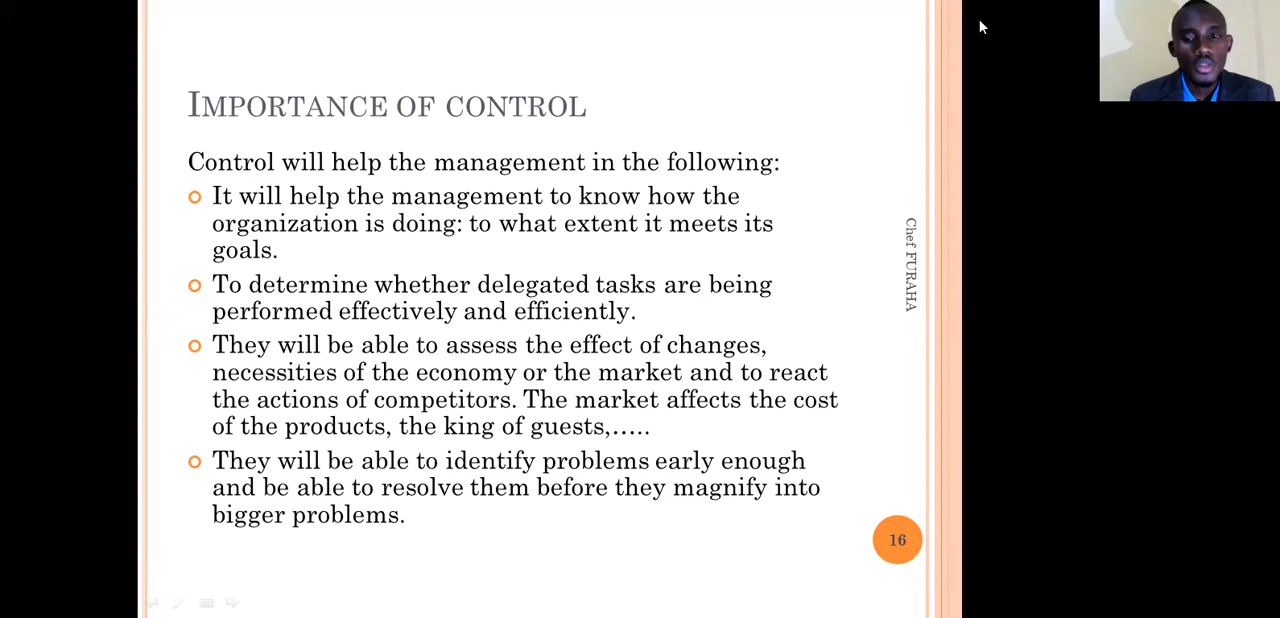 IMPORTANCE OF CONTROL
Control will help the management in the following:
It will help the management to know how the
organization is doing: to what extent it meets its
goals.
To determine whether delegated tasks are being
performed effectively and efficiently.
They will be able to assess the effect of changes,
necessities of the economy or the market and to react
the actions of competitors. The market affects the cost
of the products, the king of guests,.....
They will be able to identify problems early enough
and be able to resolve them before they magnify into
bigger problems.
Chef FURAHA
16